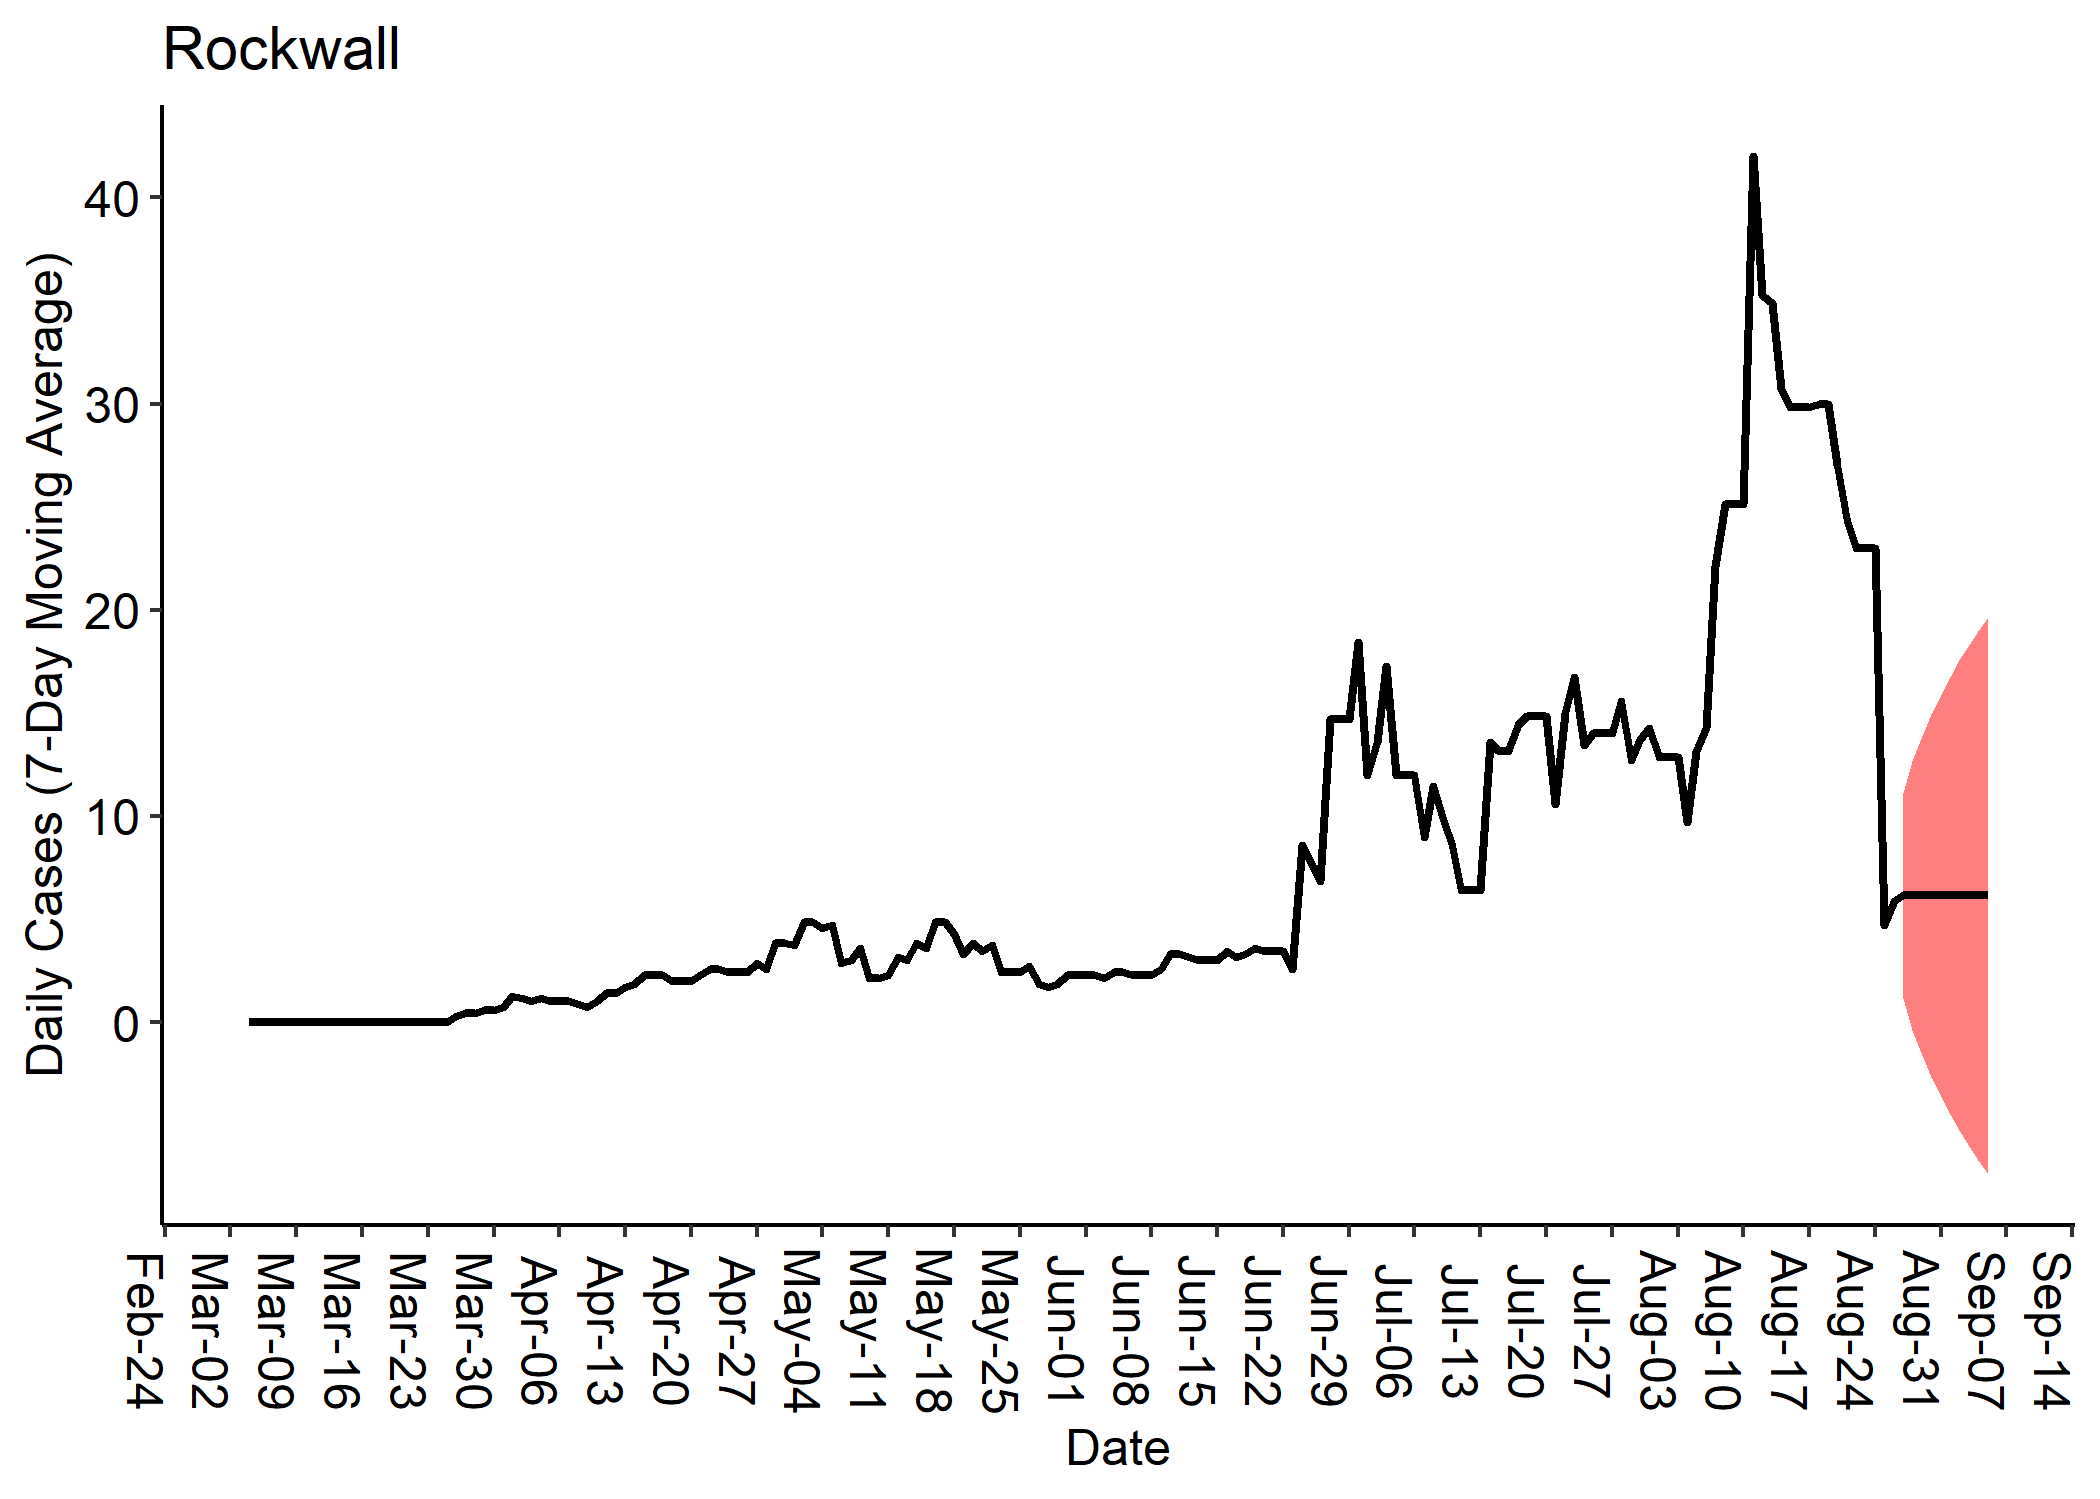 Rockwall
Daily Cases (7-Day Moving Average)
40
30
20
10
0
Feb-24
Mar-02
Mar-09
Mar-16
Mar-23
Mar-30
Apr-06
Apr-13
Apr-20
Apr-27
May-04
May-11
May-18
May-25
Jun-01
Jun-08
Jun-15
Jun-22
Jun-29
Jul-06
Jul-13
Jul-20
Jul-27
Aug-03
Aug-10
Aug-17
Aug-24
Aug-31
Sep-07
Sep-14
Date